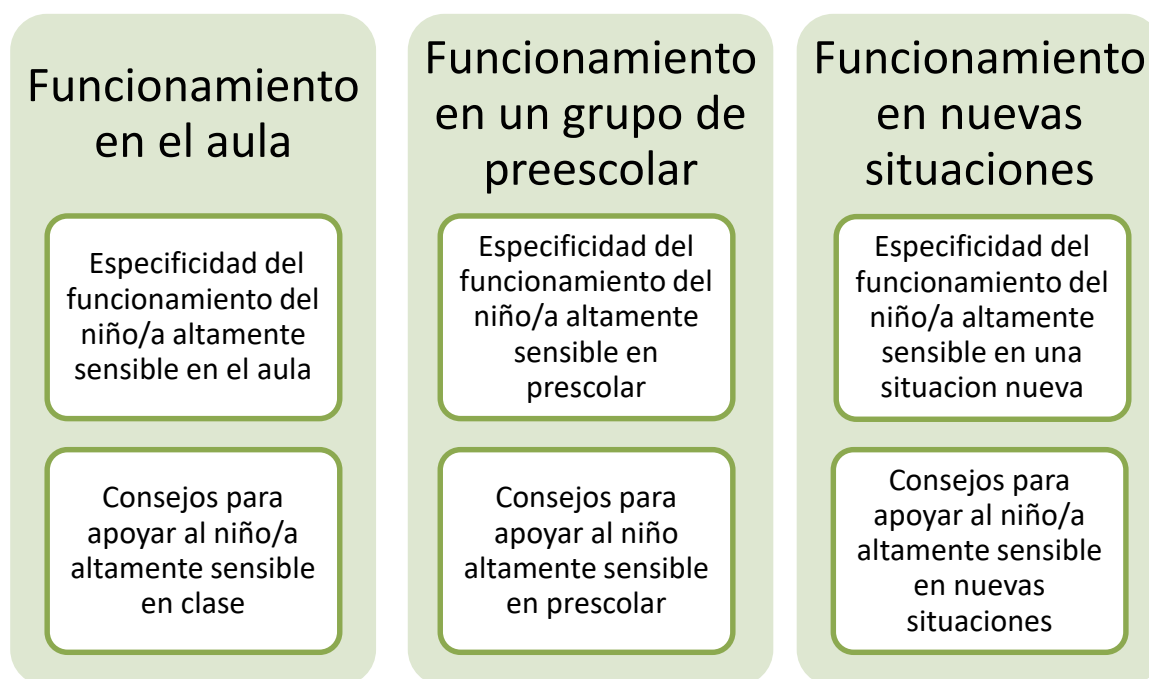 Funcionamiento
en el aula
Especificidad del
funcionamiento del
niño/a altamente
sensible en el aula
Consejos para
apoyar al niño/a
altamente sensible
en clase
Funcionamiento
en un grupo de
preescolar
Especificidad del
funcionamiento del
niño/a altamente
sensible en
prescolar
Consejos para
apoyar al niño
altamente sensible
en prescolar
Funcionamiento
en nuevas
situaciones
Especificidad del
funcionamiento del
niño/a altamente
sensible en una
situacion nueva
Consejos para
apoyar al niño/a
altamente sensible
en nuevas
situaciones